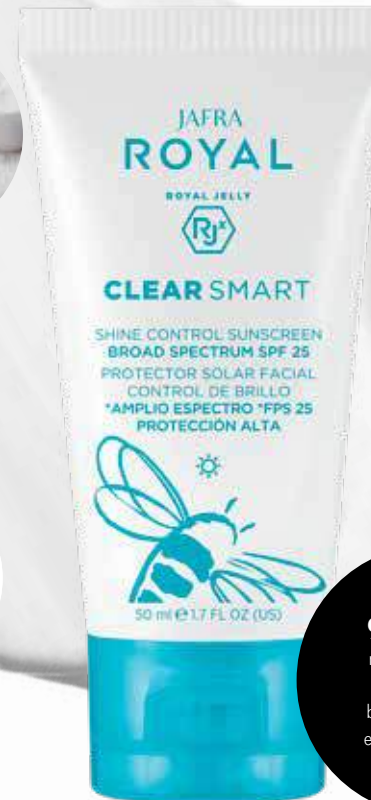 JAFRA
ROYAL
ROYAL JELLY
RJx
CLEAR SMART
SHINE CONTROL SUNSCREEN
BROAD SPECTRUM SPF 25
PROTECTOR SOLAR FACIAL
CONTROL DE BRILLO
*AMPLIO ESPECTRO *FPS 25
PROTECCIÓN ALTA
50 ml ℮ 1.7 FL OZ (US)